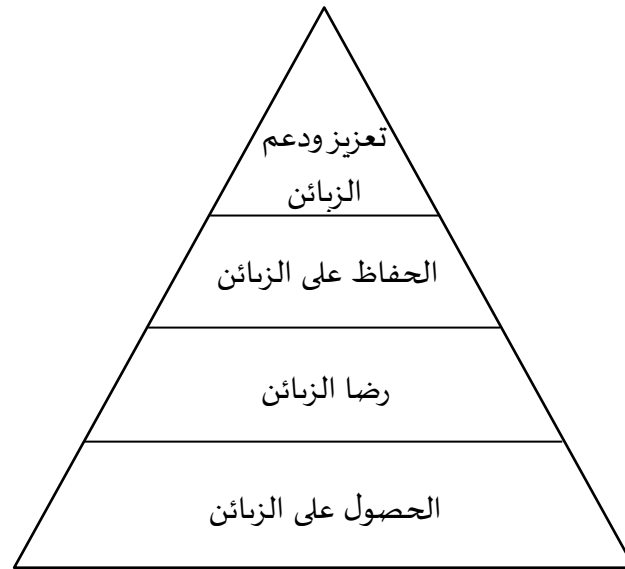 تعزيز ودعم
الزبائن
الحفاظ على الزبائن
رضا الزبائن
الحصول على الزبائن